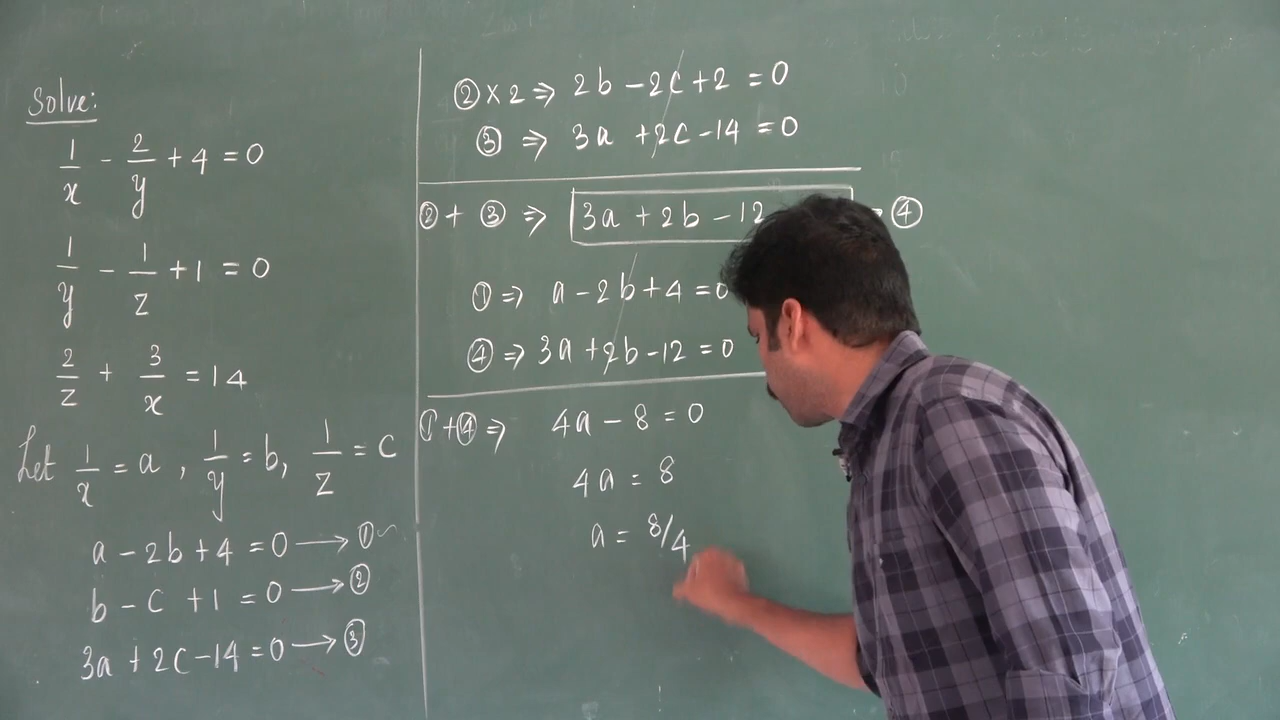 Solve:
1/x - 2/y + 4 = 0
1/y - 1/z + 1 = 0
2/z + 3/x = 14
Let 1/x = a, 1/y = b, 1/z = c
a - 2b + 4 = 0 → ①
b - c + 1 = 0 → ②
3a + 2c - 14 = 0 → ③
② × 2 ⇒ 2b - 2c + 2 = 0
③ ⇒ 3a + 2c - 14 = 0
② + ③ ⇒ 3a + 2b - 12 → ④
① ⇒ a - 2b + 4 = 0
④ ⇒ 3a + 2b - 12 = 0
① + ④ ⇒ 4a - 8 = 0
4a = 8
a = 8/4